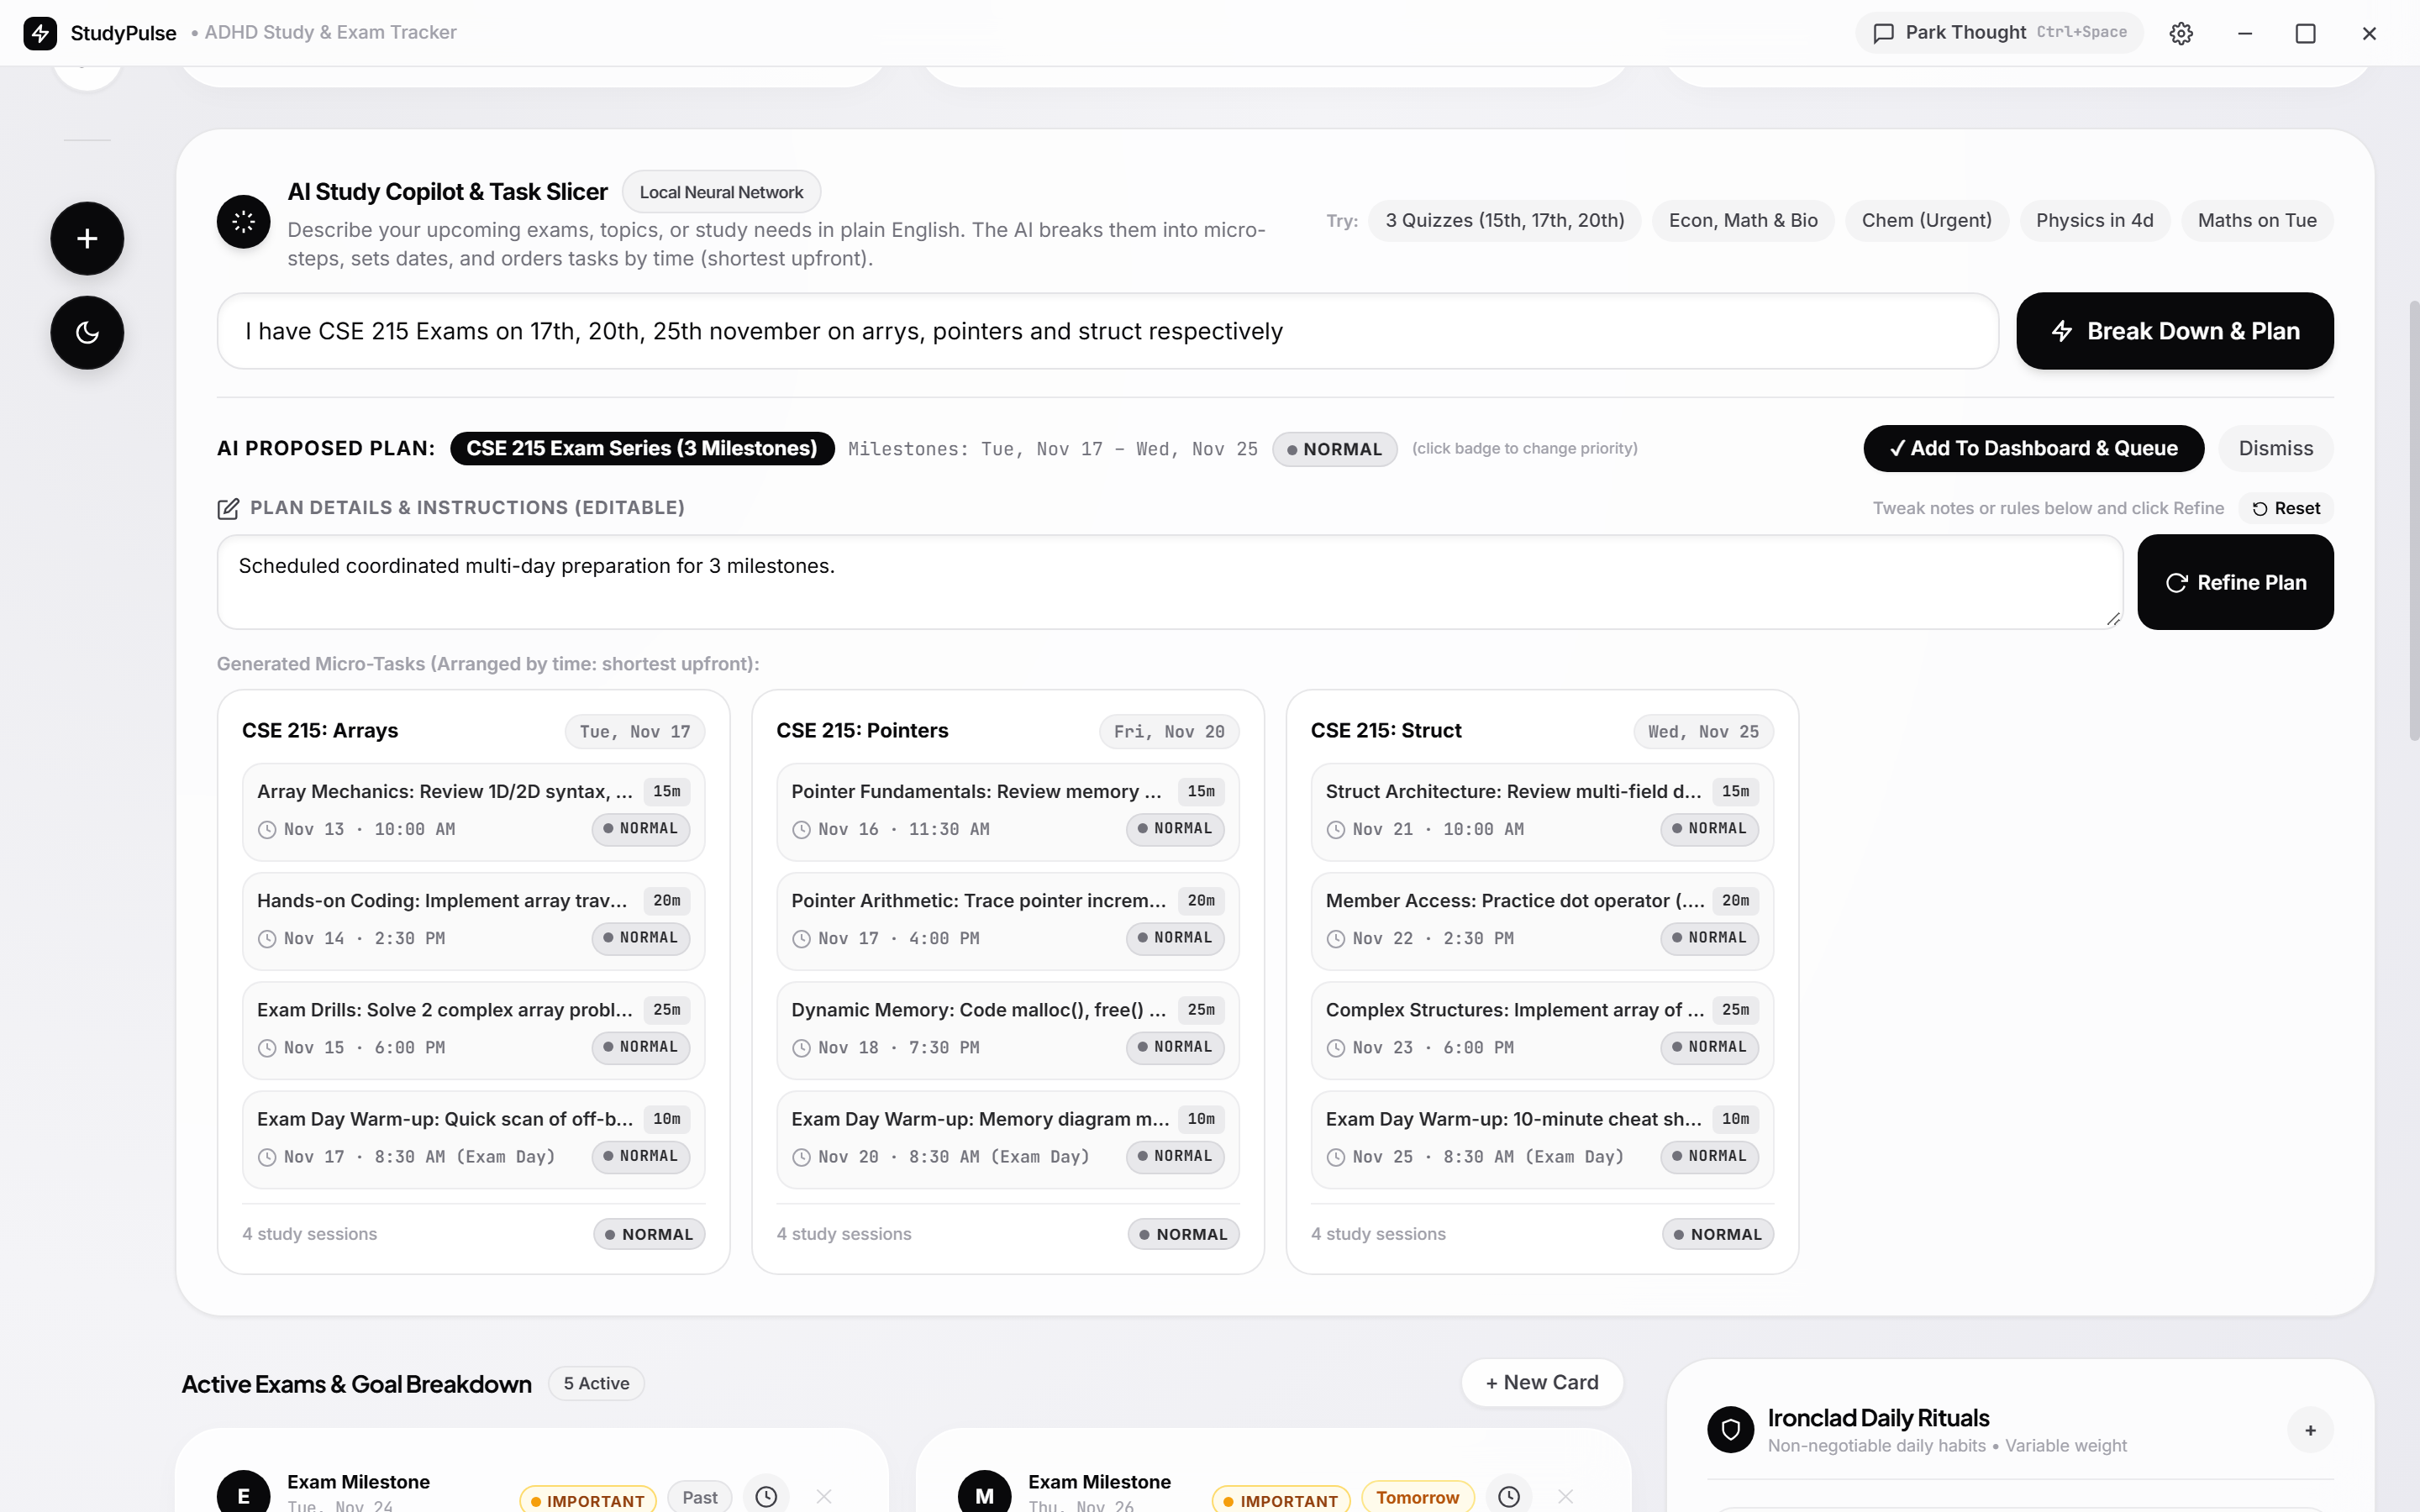 StudyPulse • ADHD Study & Exam Tracker
Park Thought Ctrl+Space
AI Study Copilot & Task Slicer Local Neural Network
Describe your upcoming exams, topics, or study needs in plain English. The AI breaks them into micro-
steps, sets dates, and orders tasks by time (shortest upfront).
Try: 3 Quizzes (15th, 17th, 20th) Econ, Math & Bio Chem (Urgent) Physics in 4d Maths on Tue
I have CSE 215 Exams on 17th, 20th, 25th november on arrys, pointers and struct respectively
Break Down & Plan
AI PROPOSED PLAN: CSE 215 Exam Series (3 Milestones) Milestones: Tue, Nov 17 – Wed, Nov 25 NORMAL (click badge to change priority)
✓ Add To Dashboard & Queue Dismiss
PLAN DETAILS & INSTRUCTIONS (EDITABLE)
Tweak notes or rules below and click Refine Reset
Scheduled coordinated multi-day preparation for 3 milestones.
Refine Plan
Generated Micro-Tasks (Arranged by time: shortest upfront):
CSE 215: Arrays Tue, Nov 17
Array Mechanics: Review 1D/2D syntax, ... 15m
Nov 13 · 10:00 AM NORMAL
Hands-on Coding: Implement array trav... 20m
Nov 14 · 2:30 PM NORMAL
Exam Drills: Solve 2 complex array probl... 25m
Nov 15 · 6:00 PM NORMAL
Exam Day Warm-up: Quick scan of off-b... 10m
Nov 17 · 8:30 AM (Exam Day) NORMAL
4 study sessions NORMAL
CSE 215: Pointers Fri, Nov 20
Pointer Fundamentals: Review memory ... 15m
Nov 16 · 11:30 AM NORMAL
Pointer Arithmetic: Trace pointer increm... 20m
Nov 17 · 4:00 PM NORMAL
Dynamic Memory: Code malloc(), free() ... 25m
Nov 18 · 7:30 PM NORMAL
Exam Day Warm-up: Memory diagram m... 10m
Nov 20 · 8:30 AM (Exam Day) NORMAL
4 study sessions NORMAL
CSE 215: Struct Wed, Nov 25
Struct Architecture: Review multi-field d... 15m
Nov 21 · 10:00 AM NORMAL
Member Access: Practice dot operator (.... 20m
Nov 22 · 2:30 PM NORMAL
Complex Structures: Implement array of ... 25m
Nov 23 · 6:00 PM NORMAL
Exam Day Warm-up: 10-minute cheat sh... 10m
Nov 25 · 8:30 AM (Exam Day) NORMAL
4 study sessions NORMAL
Active Exams & Goal Breakdown 5 Active
+ New Card
E Exam Milestone IMPORTANT Past
Tue, Nov 24
M Exam Milestone IMPORTANT Tomorrow
Thu, Nov 26
Ironclad Daily Rituals +
Non-negotiable daily habits • Variable weight